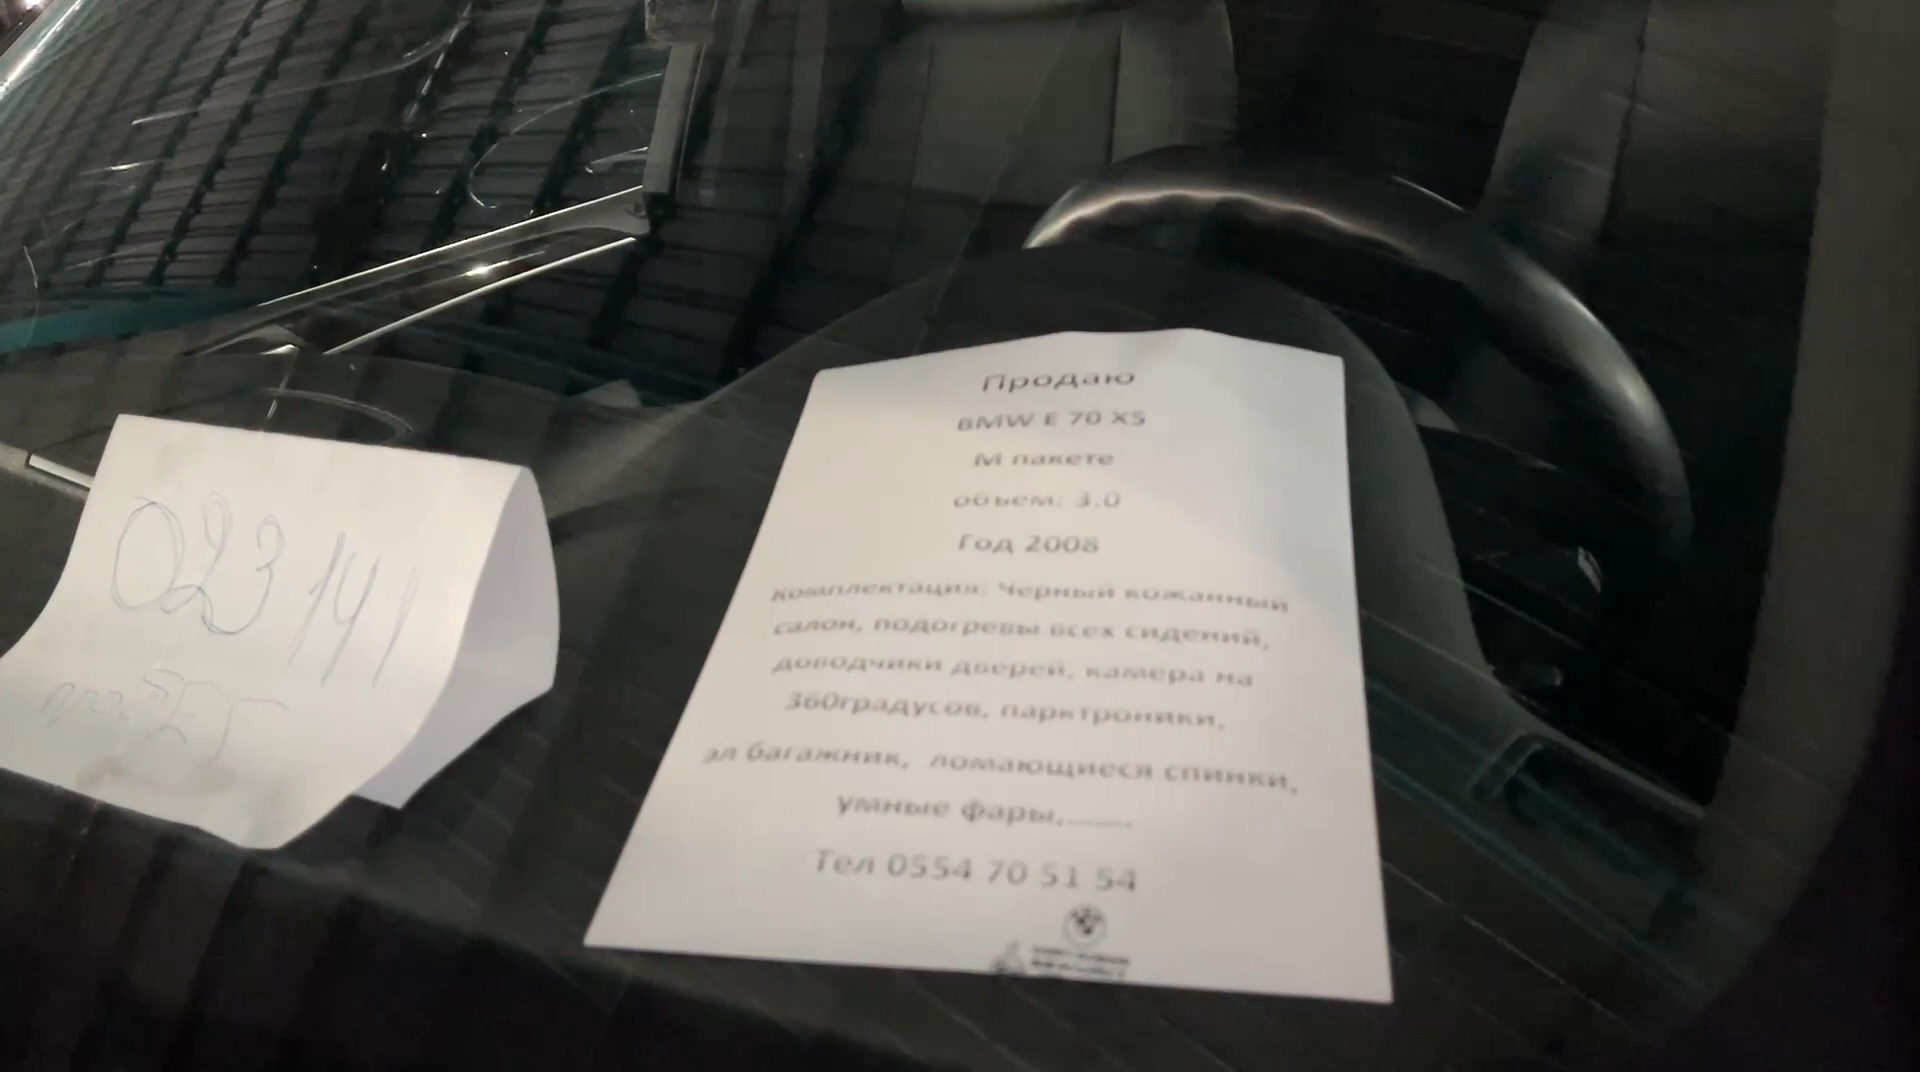 023 141
Продаю
BMW E 70 X5
М пакете
объем: 3.0
Год 2008
Комплектация: Черный кожанный
салон, подогревы всех сидений,
доводчики дверей, камера на
360градусов, парктроники,
эл багажник, ломающиеся спинки,
умные фары,.......
Тел 0554 70 51 54